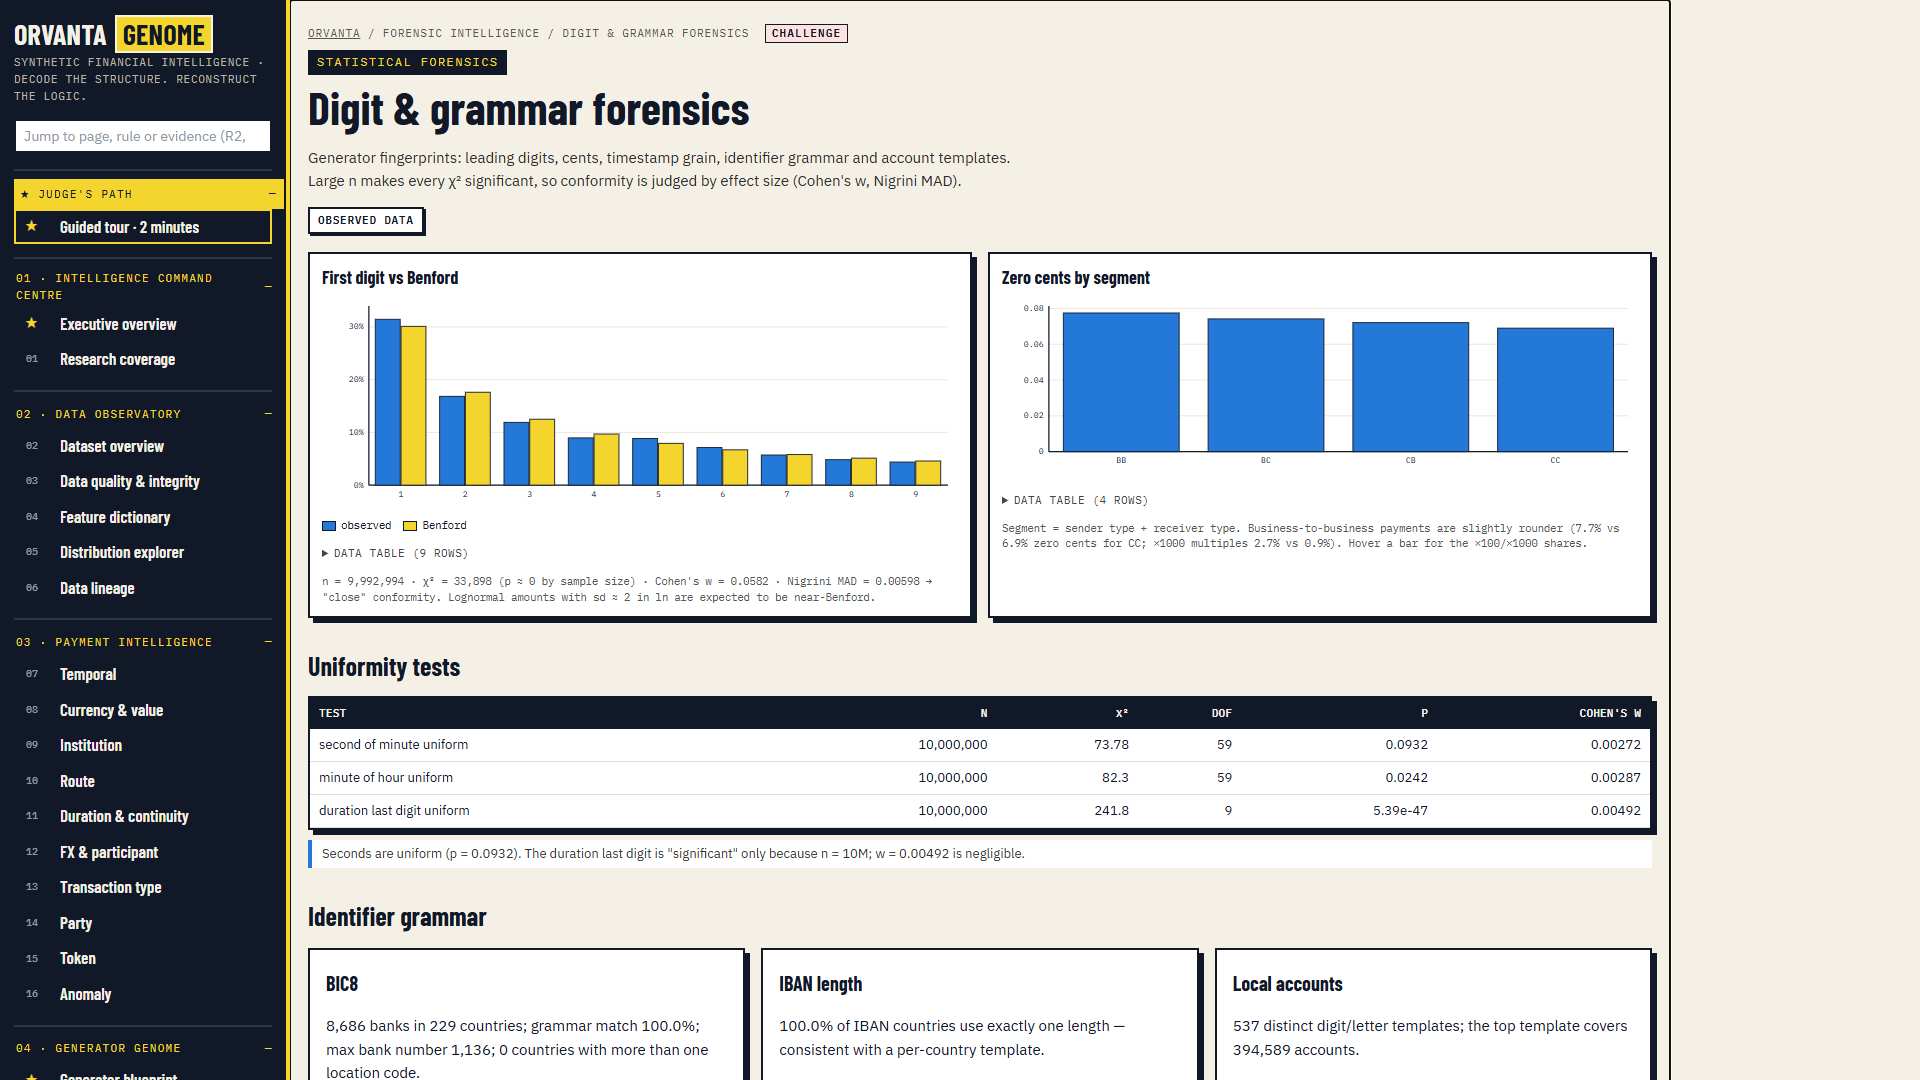 ORVANTA GENOME
SYNTHETIC FINANCIAL INTELLIGENCE ·
DECODE THE STRUCTURE. RECONSTRUCT
THE LOGIC.
Jump to page, rule or evidence (R2,
★ JUDGE'S PATH —
★ Guided tour · 2 minutes
01 · INTELLIGENCE COMMAND
CENTRE —
★ Executive overview
01 Research coverage
02 · DATA OBSERVATORY —
02 Dataset overview
03 Data quality & integrity
04 Feature dictionary
05 Distribution explorer
06 Data lineage
03 · PAYMENT INTELLIGENCE —
07 Temporal
08 Currency & value
09 Institution
10 Route
11 Duration & continuity
12 FX & participant
13 Transaction type
14 Party
15 Token
16 Anomaly
04 · GENERATOR GENOME —
★ Generator blueprint
ORVANTA / FORENSIC INTELLIGENCE / DIGIT & GRAMMAR FORENSICS CHALLENGE
STATISTICAL FORENSICS
Digit & grammar forensics
Generator fingerprints: leading digits, cents, timestamp grain, identifier grammar and account templates.
Large n makes every χ² significant, so conformity is judged by effect size (Cohen's w, Nigrini MAD).
OBSERVED DATA
First digit vs Benford
30%
20%
10%
0%
1 2 3 4 5 6 7 8 9
observed Benford
▶ DATA TABLE (9 ROWS)
n = 9,992,994 · χ² = 33,898 (p ≈ 0 by sample size) · Cohen's w = 0.0582 · Nigrini MAD = 0.00598 →
"close" conformity. Lognormal amounts with sd ≈ 2 in ln are expected to be near-Benford.
Zero cents by segment
0.08
0.06
0.04
0.02
0
BB BC CB CC
▶ DATA TABLE (4 ROWS)
Segment = sender type + receiver type. Business-to-business payments are slightly rounder (7.7% vs
6.9% zero cents for CC; ×1000 multiples 2.7% vs 0.9%). Hover a bar for the ×100/×1000 shares.
Uniformity tests
TEST N χ² DOF P COHEN'S W
second of minute uniform 10,000,000 73.78 59 0.0932 0.00272
minute of hour uniform 10,000,000 82.3 59 0.0242 0.00287
duration last digit uniform 10,000,000 241.8 9 5.39e-47 0.00492
Seconds are uniform (p = 0.0932). The duration last digit is "significant" only because n = 10M; w = 0.00492 is negligible.
Identifier grammar
BIC8
8,686 banks in 229 countries; grammar match 100.0%;
max bank number 1,136; 0 countries with more than one
location code.
IBAN length
100.0% of IBAN countries use exactly one length —
consistent with a per-country template.
Local accounts
537 distinct digit/letter templates; the top template covers
394,589 accounts.